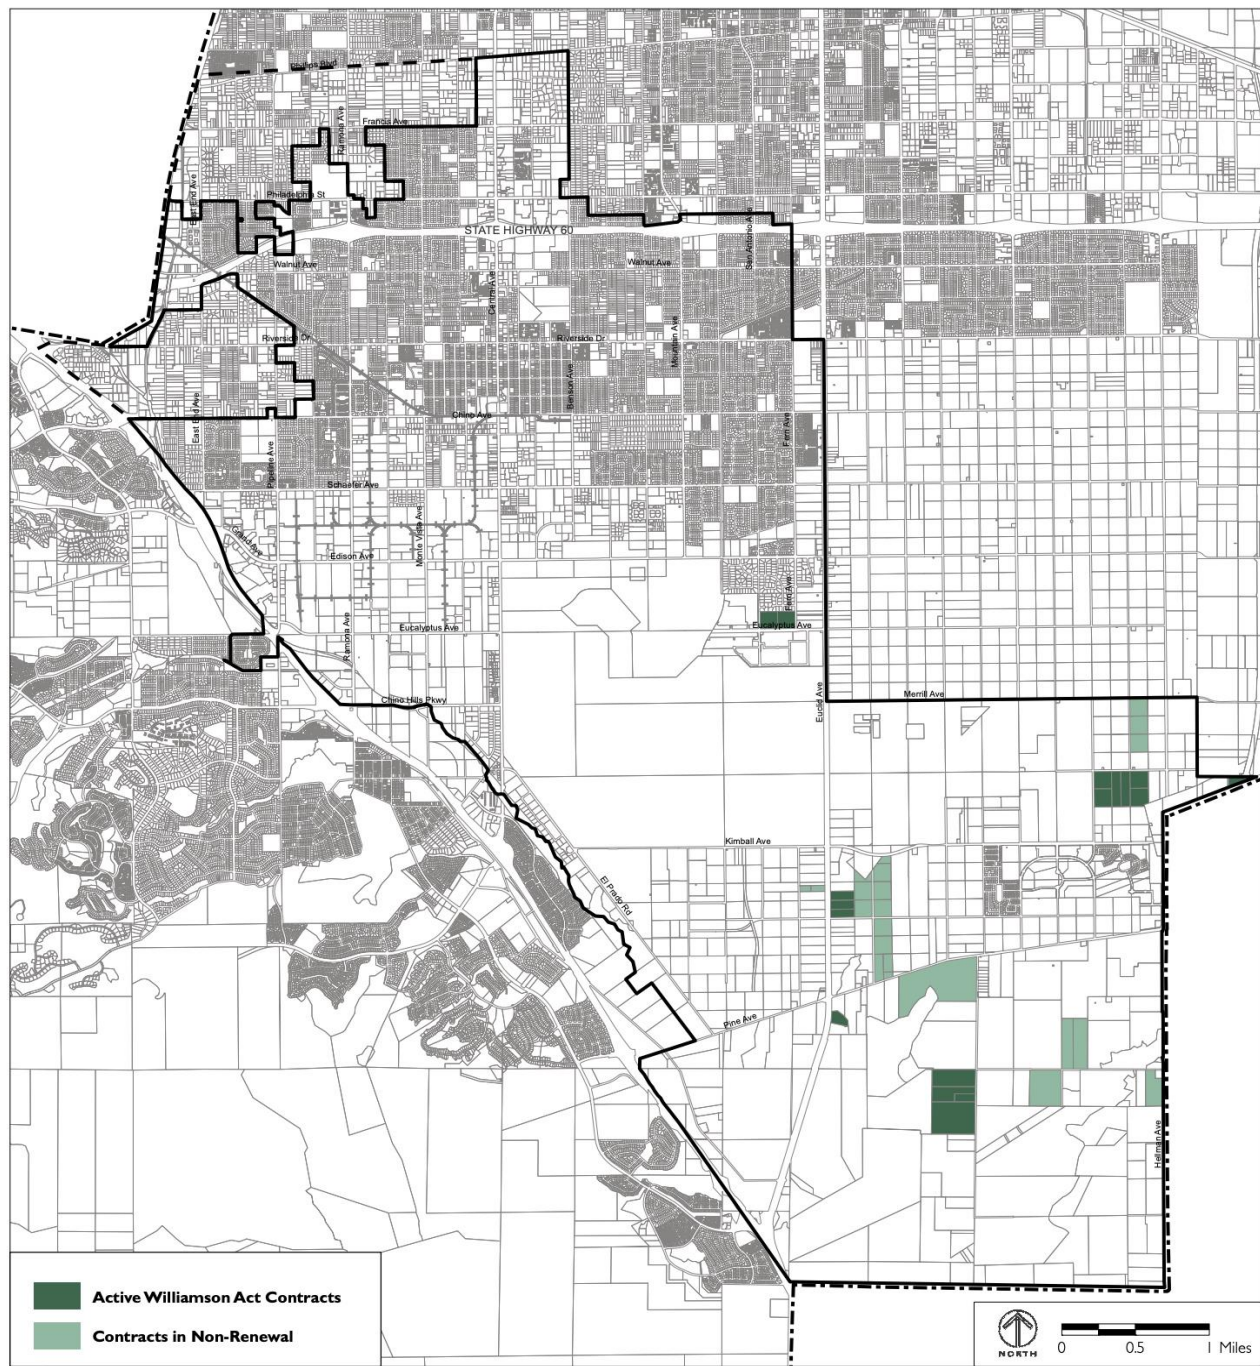 Phillips Blvd
Ramona Ave
Francis Ave
Philadelphia St
East End Ave
STATE HIGHWAY 60
San Antonio Ave
Walnut Ave
Walnut Ave
Central Ave
Mountain Ave
Riverside Dr
Riverside Dr
Benson Ave
East End Ave
Chino Ave
Fern Ave
Pipeline Ave
Schaefer Ave
Monte Vista Ave
Grand Ave
Edison Ave
Fern Ave
Ramona Ave
Eucalyptus Ave
Eucalyptus Ave
Euclid Ave
Merrill Ave
Chino Hills Pkwy
Kimball Ave
El Prado Rd
Pine Ave
Hellman Ave
Active Williamson Act Contracts
Contracts in Non-Renewal
NORTH
0 0.5 1 Miles